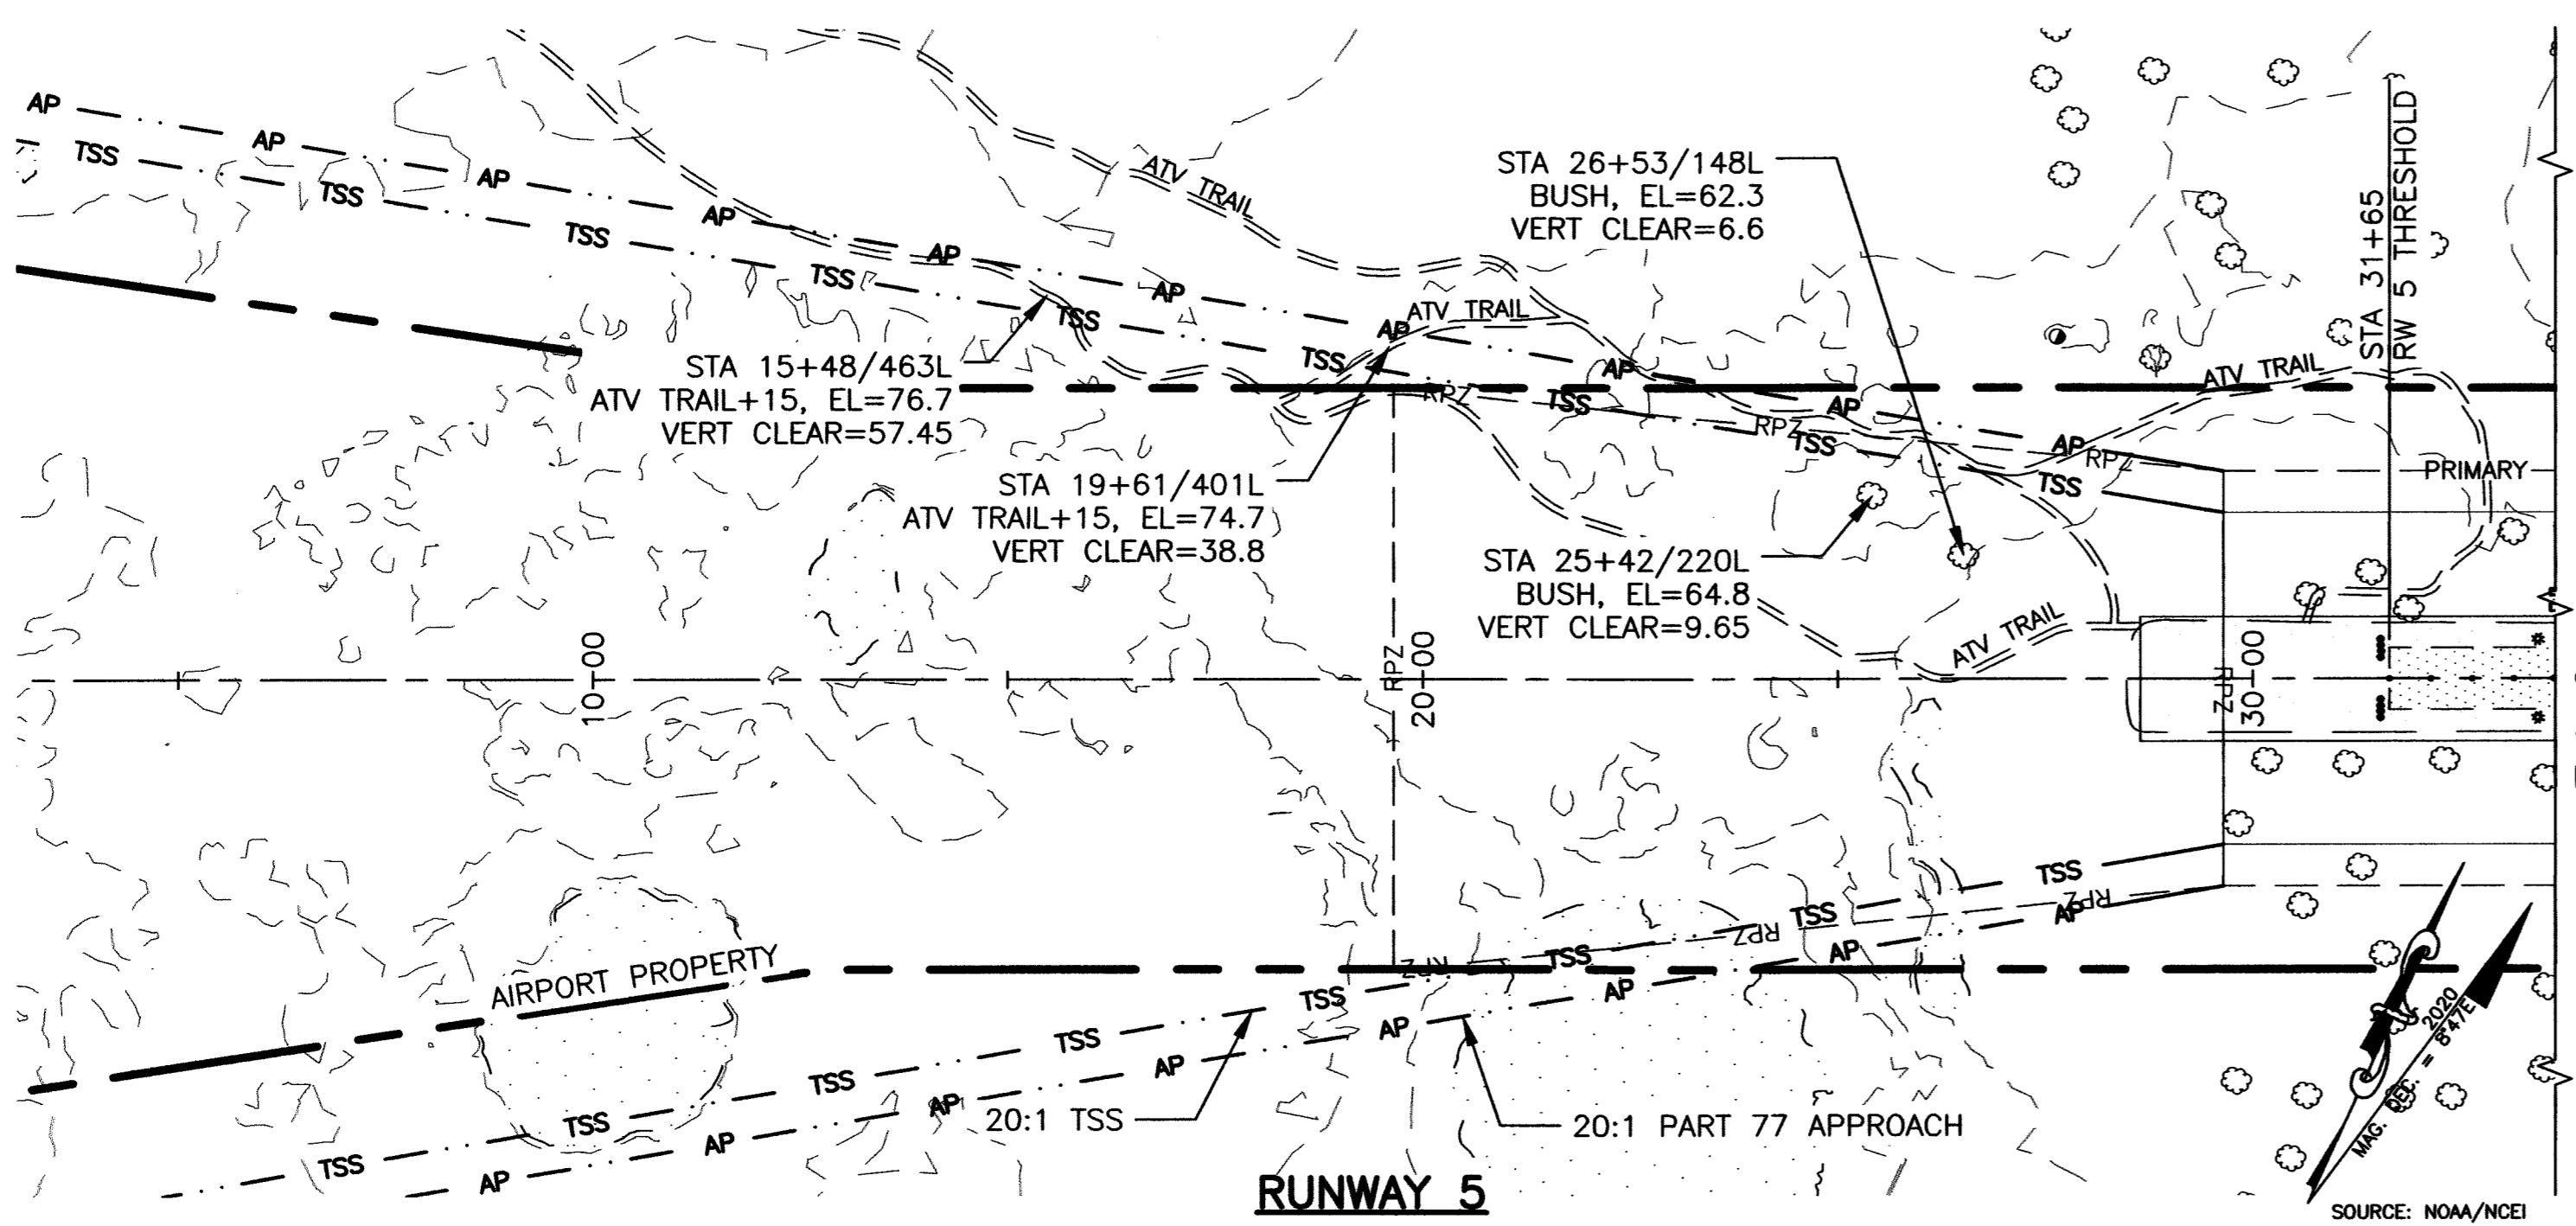 AP
AP
AP
AP
AP
AP
AP
AP
AP
AP
TSS
TSS
TSS
TSS
TSS
TSS
TSS
TSS
TSS
ATV TRAIL
STA 26+53/148L
BUSH, EL=62.3
VERT CLEAR=6.6
STA 31+65
RW 5 THRESHOLD
ATV TRAIL
ATV TRAIL
STA 15+48/463L
ATV TRAIL+15, EL=76.7
VERT CLEAR=57.45
RPZ
RPZ
RPZ
PRIMARY
STA 19+61/401L
ATV TRAIL+15, EL=74.7
VERT CLEAR=38.8
STA 25+42/220L
BUSH, EL=64.8
VERT CLEAR=9.65
ATV TRAIL
10+00
RPZ
20+00
RPZ
30+00
TSS
TSS
TSS
TSS
TSS
TSS
TSS
TSS
RPZ
RPZ
RPZ
AP
AP
AP
AP
AP
AP
AP
AP
AIRPORT PROPERTY
20:1 TSS
20:1 PART 77 APPROACH
2020
MAG. DEC. = 8°47'E
RUNWAY 5
SOURCE: NOAA/NCEI